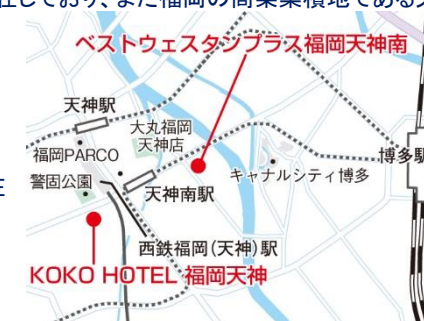 在しており、また福岡の商業集積地である
ベストウェスタンプラス福岡天神南
天神駅
大丸福岡
天神店
福岡PARCO
博多駅
警固公園
キャナルシティ博多
天神南駅
西鉄福岡(天神)駅
KOKO HOTEL 福岡天神